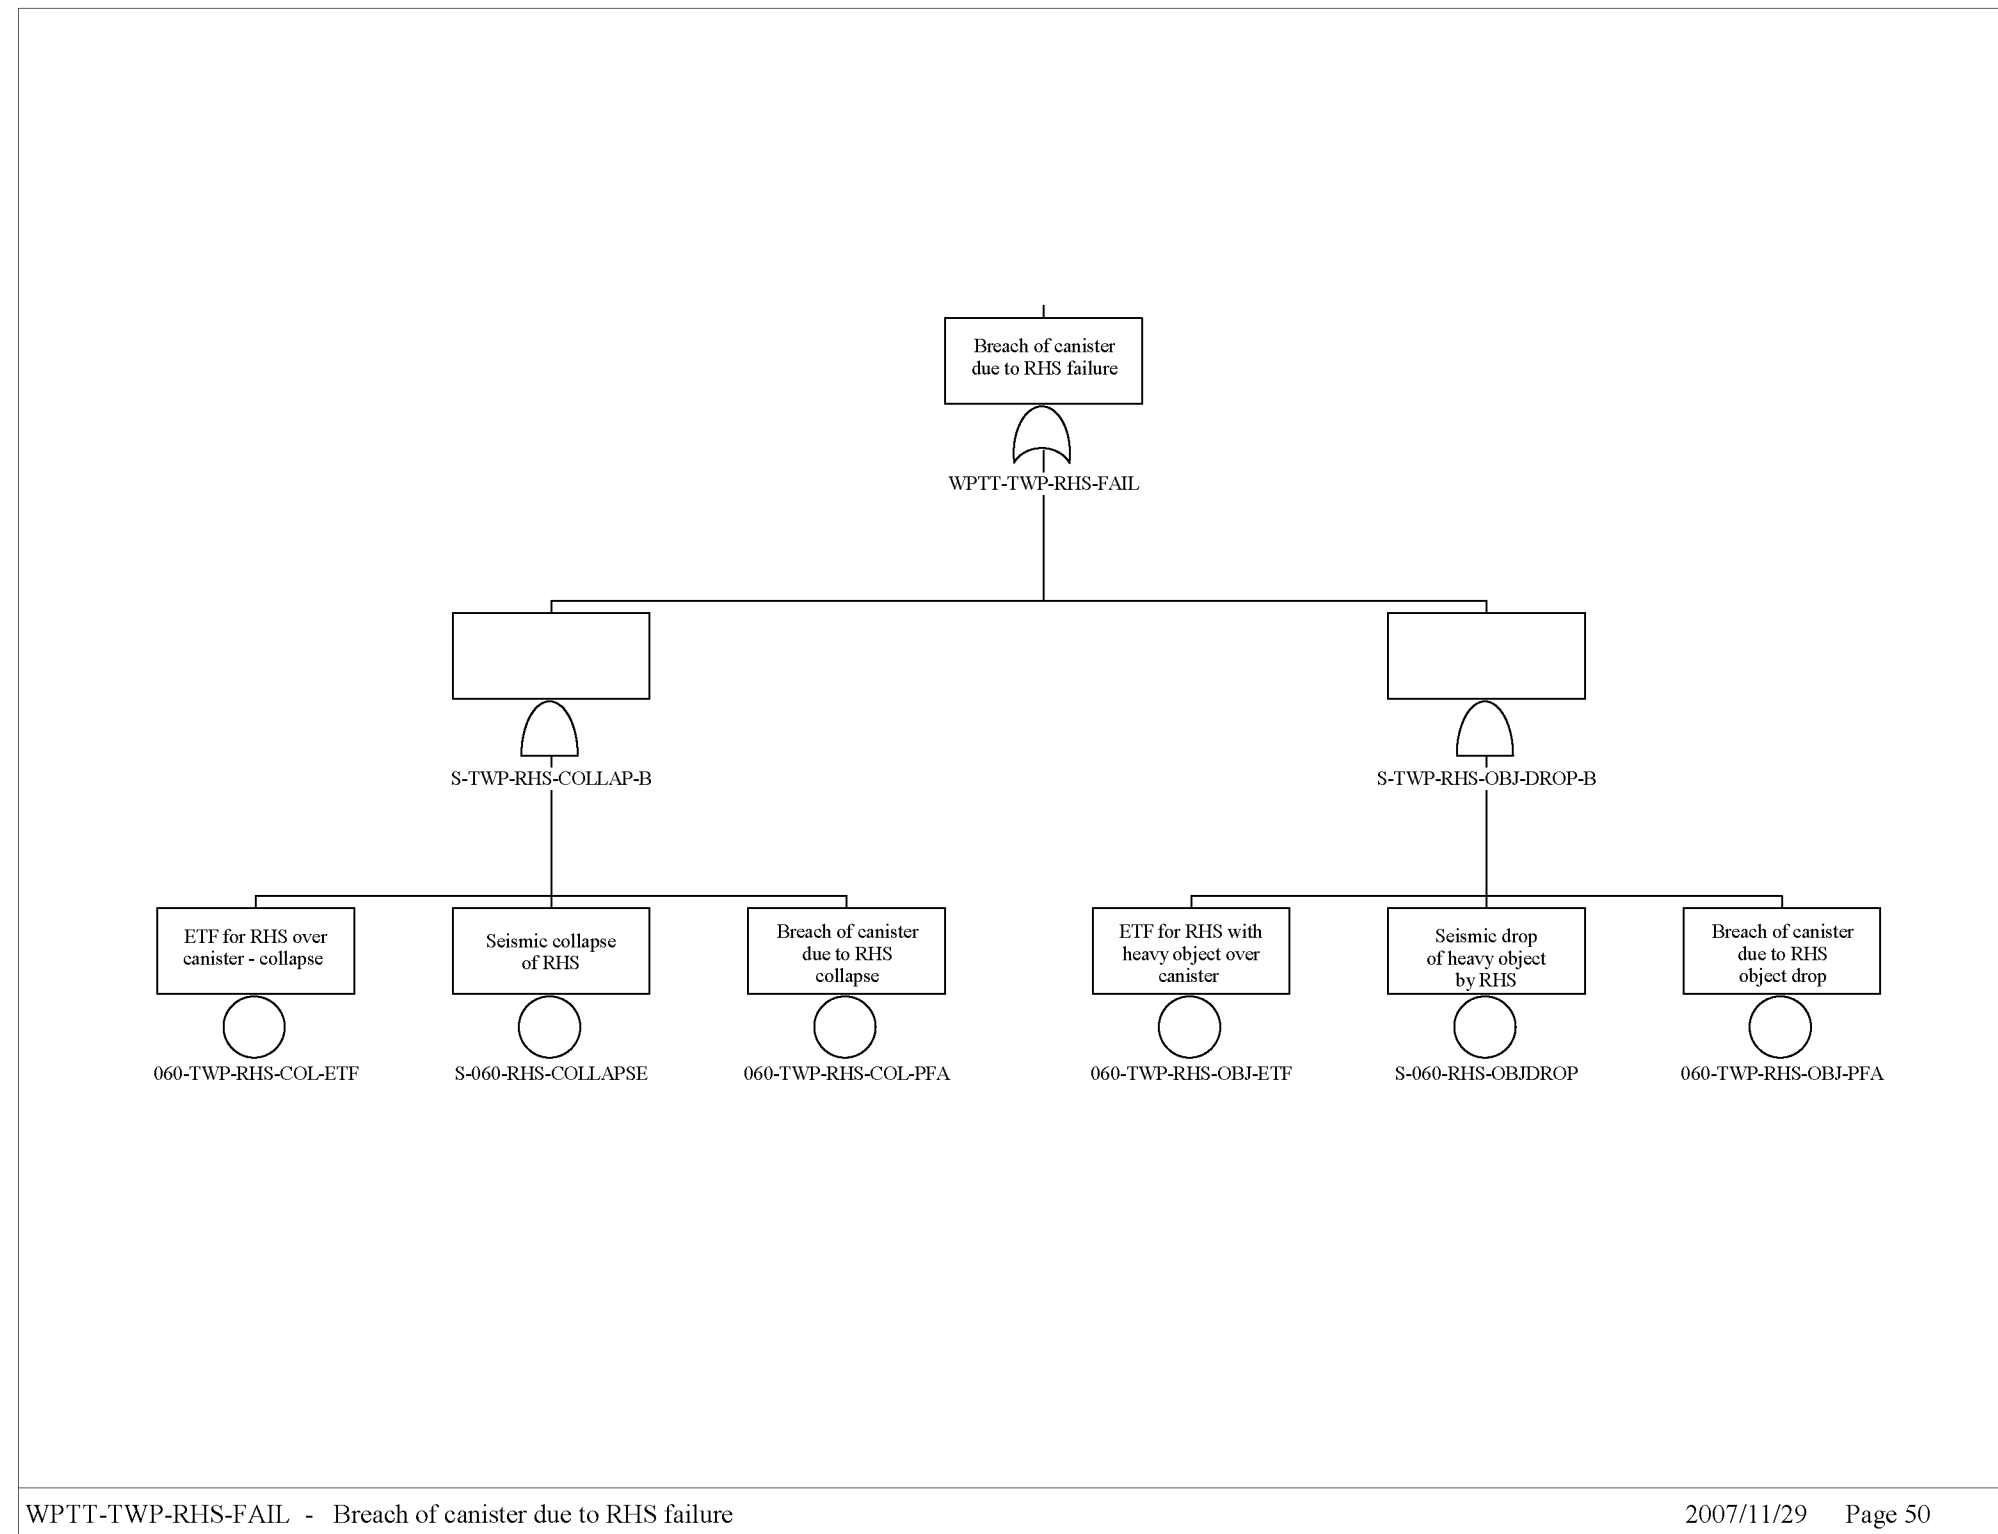 Breach of canister
due to RHS failure
WPTT-TWP-RHS-FAIL
S-TWP-RHS-COLLAP-B
S-TWP-RHS-OBJ-DROP-B
ETF for RHS over
canister - collapse
060-TWP-RHS-COL-ETF
Seismic collapse
of RHS
S-060-RHS-COLLAPSE
Breach of canister
due to RHS
collapse
060-TWP-RHS-COL-PFA
ETF for RHS with
heavy object over
canister
060-TWP-RHS-OBJ-ETF
Seismic drop
of heavy object
by RHS
S-060-RHS-OBJDROP
Breach of canister
due to RHS
object drop
060-TWP-RHS-OBJ-PFA
WPTT-TWP-RHS-FAIL - Breach of canister due to RHS failure
2007/11/29 Page 50